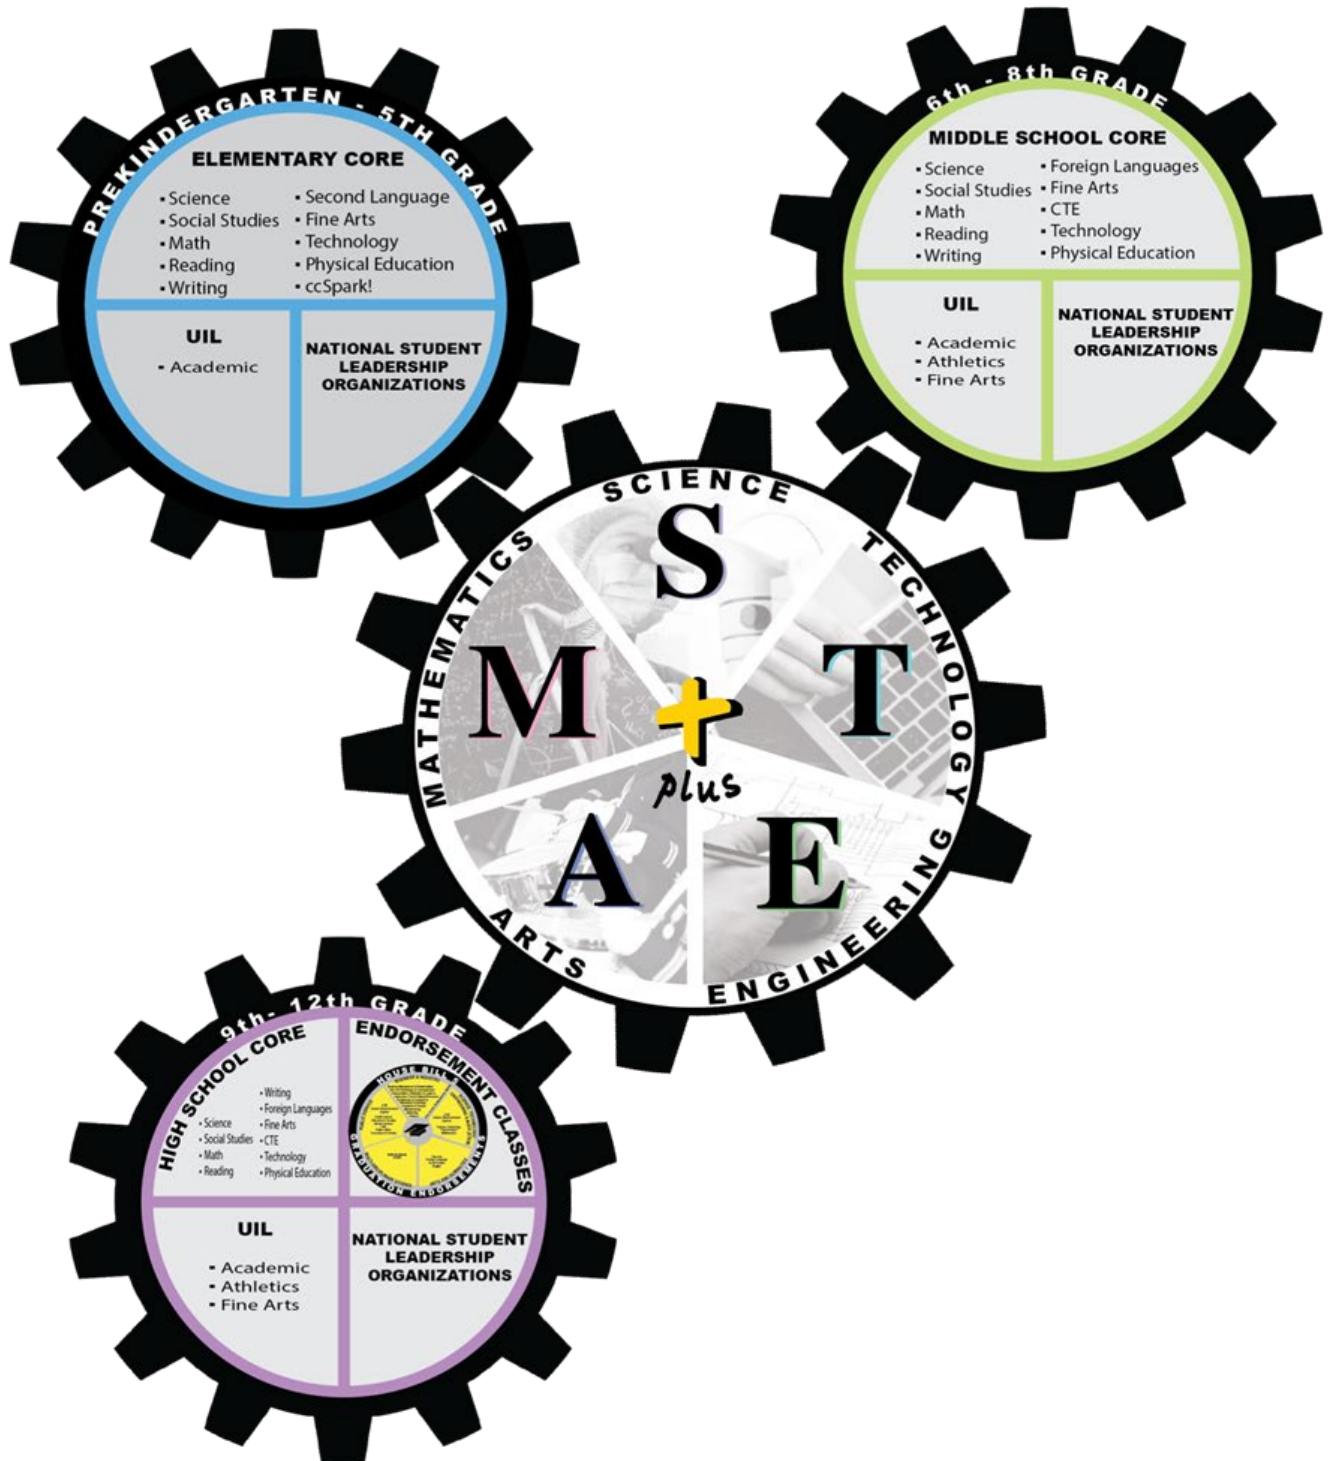 PREKINDERGARTEN - 5TH GRADE
ELEMENTARY CORE
▪ Science
▪ Social Studies
▪ Math
▪ Reading
▪ Writing
▪ Second Language
▪ Fine Arts
▪ Technology
▪ Physical Education
▪ ccSpark!
UIL
▪ Academic
NATIONAL STUDENT
LEADERSHIP
ORGANIZATIONS
6th - 8th GRADE
MIDDLE SCHOOL CORE
▪ Science
▪ Social Studies
▪ Math
▪ Reading
▪ Writing
▪ Foreign Languages
▪ Fine Arts
▪ CTE
▪ Technology
▪ Physical Education
UIL
▪ Academic
▪ Athletics
▪ Fine Arts
NATIONAL STUDENT
LEADERSHIP
ORGANIZATIONS
SCIENCE
S
TECHNOLOGY
T
ENGINEERING
E
ARTS
A
MATHEMATICS
M
+
plus
9th- 12th GRADE
HIGH SCHOOL CORE
▪ Science
▪ Social Studies
▪ Math
▪ Reading
▪ Writing
▪ Foreign Languages
▪ Fine Arts
▪ CTE
▪ Technology
▪ Physical Education
ENDORSEMENT CLASSES
HOUSE BILL 5
GRADUATION ENDORSEMENTS
UIL
▪ Academic
▪ Athletics
▪ Fine Arts
NATIONAL STUDENT
LEADERSHIP
ORGANIZATIONS